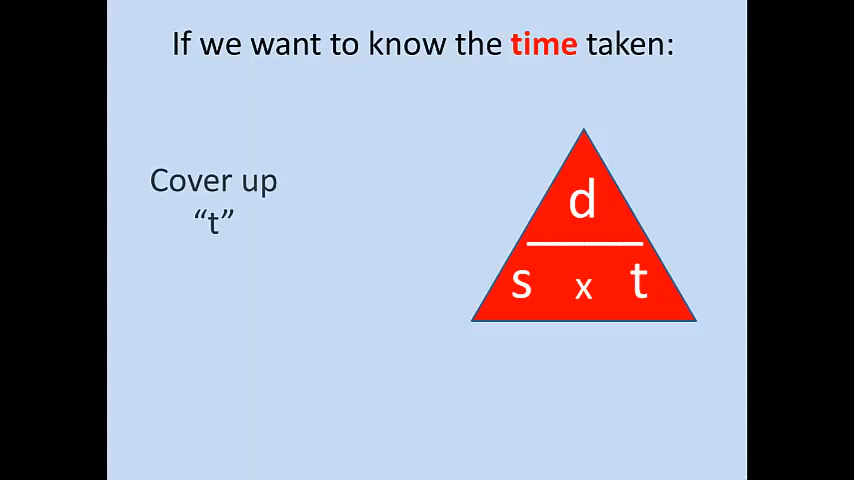 If we want to know the time taken:
Cover up
“t”
d
s x t